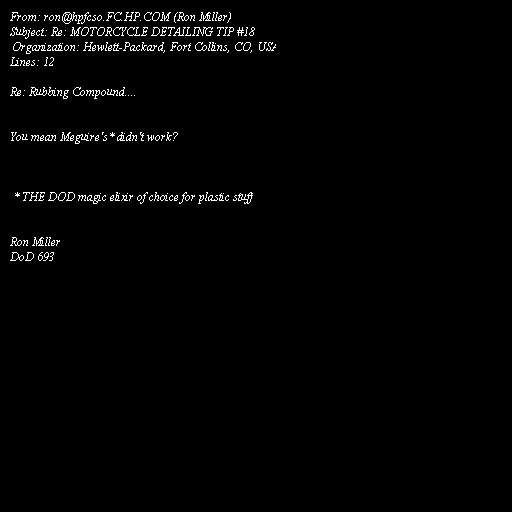 From: ron@hpfcso.FC.HP.COM (Ron Miller)
Subject: Re: MOTORCYCLE DETAILING TIP #18
Organization: Hewlett-Packard, Fort Collins, CO, USA
Lines: 12
Re: Rubbing Compound....
You mean Meguire's* didn't work?
* THE DOD magic elixir of choice for plastic stuff
Ron Miller
DoD 693